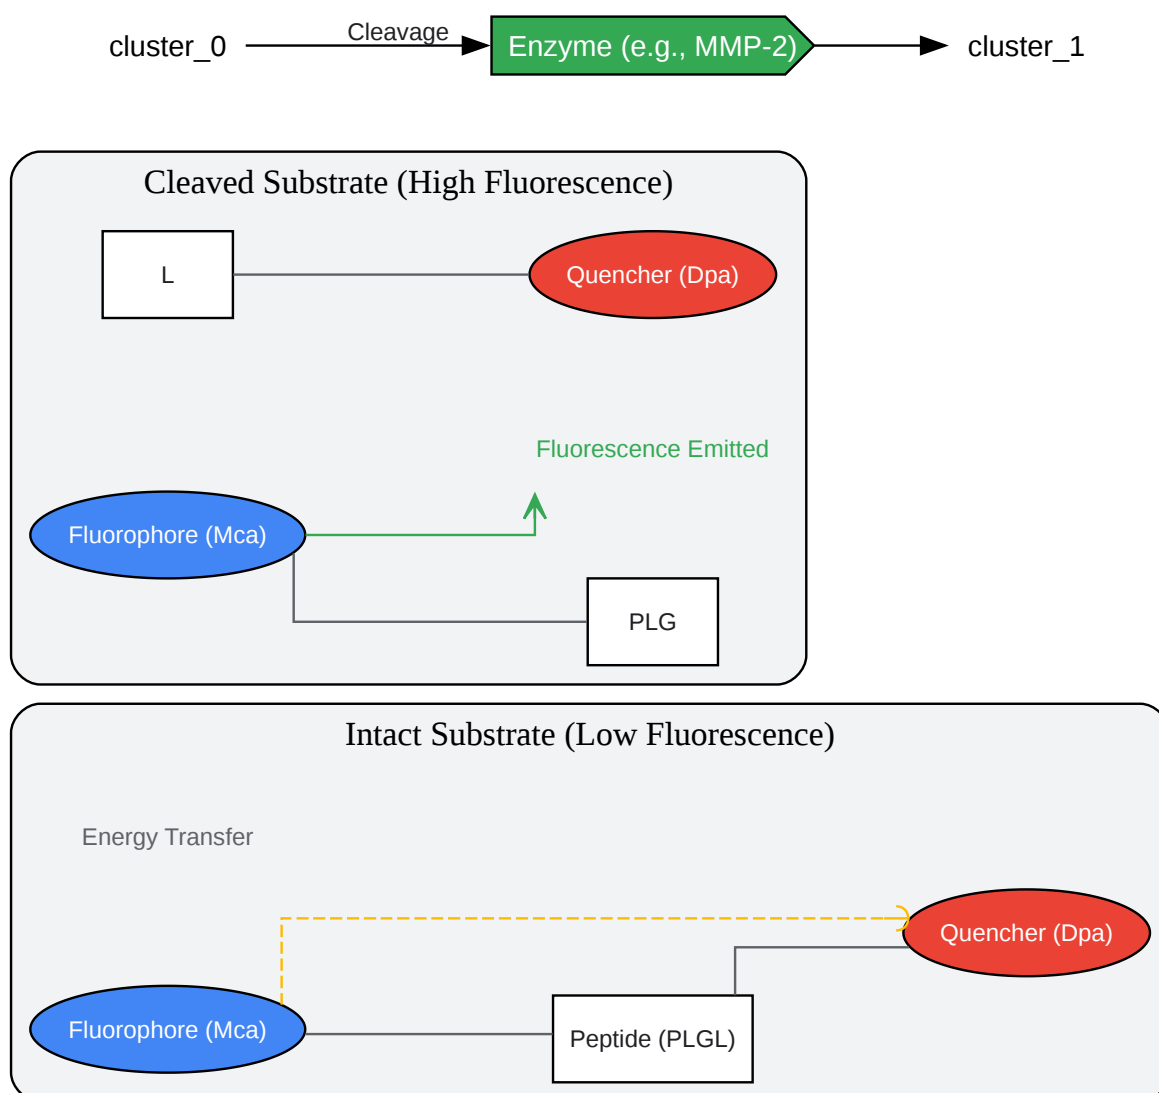 cluster_0
Cleavage
Enzyme (e.g., MMP-2)
cluster_1
Cleaved Substrate (High Fluorescence)
L
Quencher (Dpa)
Fluorescence Emitted
Fluorophore (Mca)
PLG
Intact Substrate (Low Fluorescence)
Energy Transfer
Quencher (Dpa)
Fluorophore (Mca)
Peptide (PLGL)